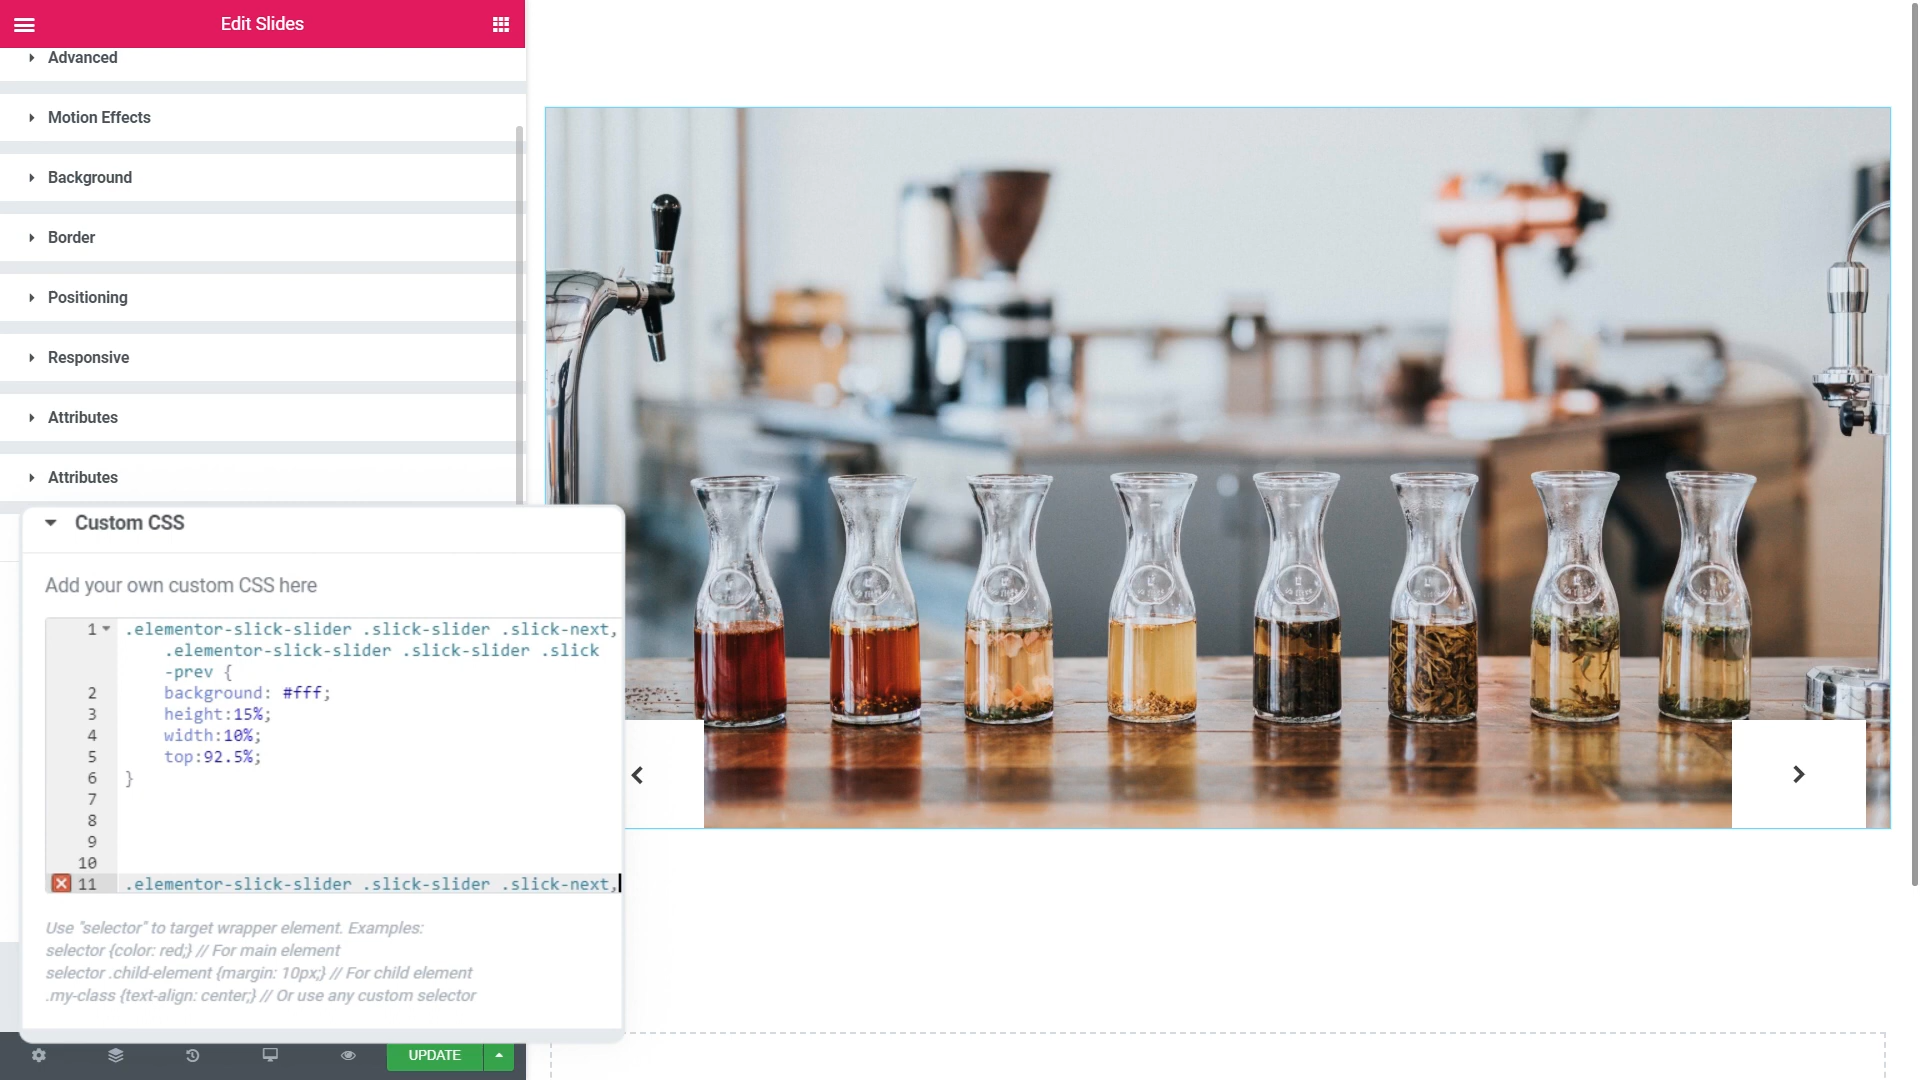 Edit Slides
Advanced
Motion Effects
Background
Border
Positioning
Responsive
Attributes
Attributes
Custom CSS
Add your own custom CSS here
1 .elementor-slick-slider .slick-slider .slick-next,
.elementor-slick-slider .slick-slider .slick
-prev {
2 background: #fff;
3 height:15%;
4 width:10%;
5 top:92.5%;
6 }
7
8
9
10
11 .elementor-slick-slider .slick-slider .slick-next,
Use "selector" to target wrapper element. Examples:
selector {color: red;} // For main element
selector .child-element {margin: 10px;} // For child element
.my-class {text-align: center;} // Or use any custom selector
UPDATE